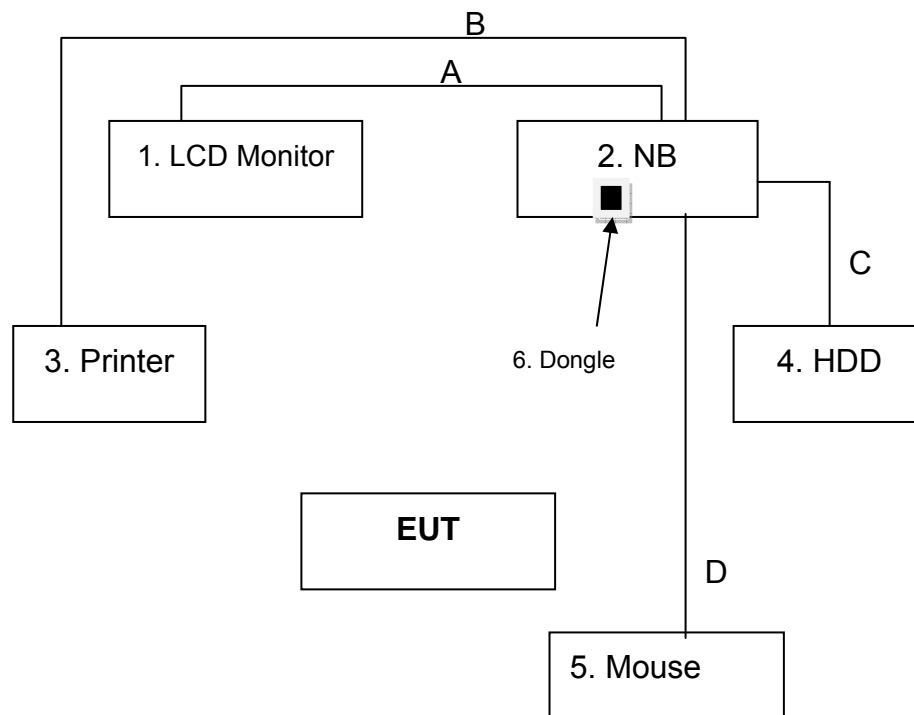 B
A
1. LCD Monitor
2. NB
C
3. Printer
6. Dongle
4. HDD
EUT
D
5. Mouse